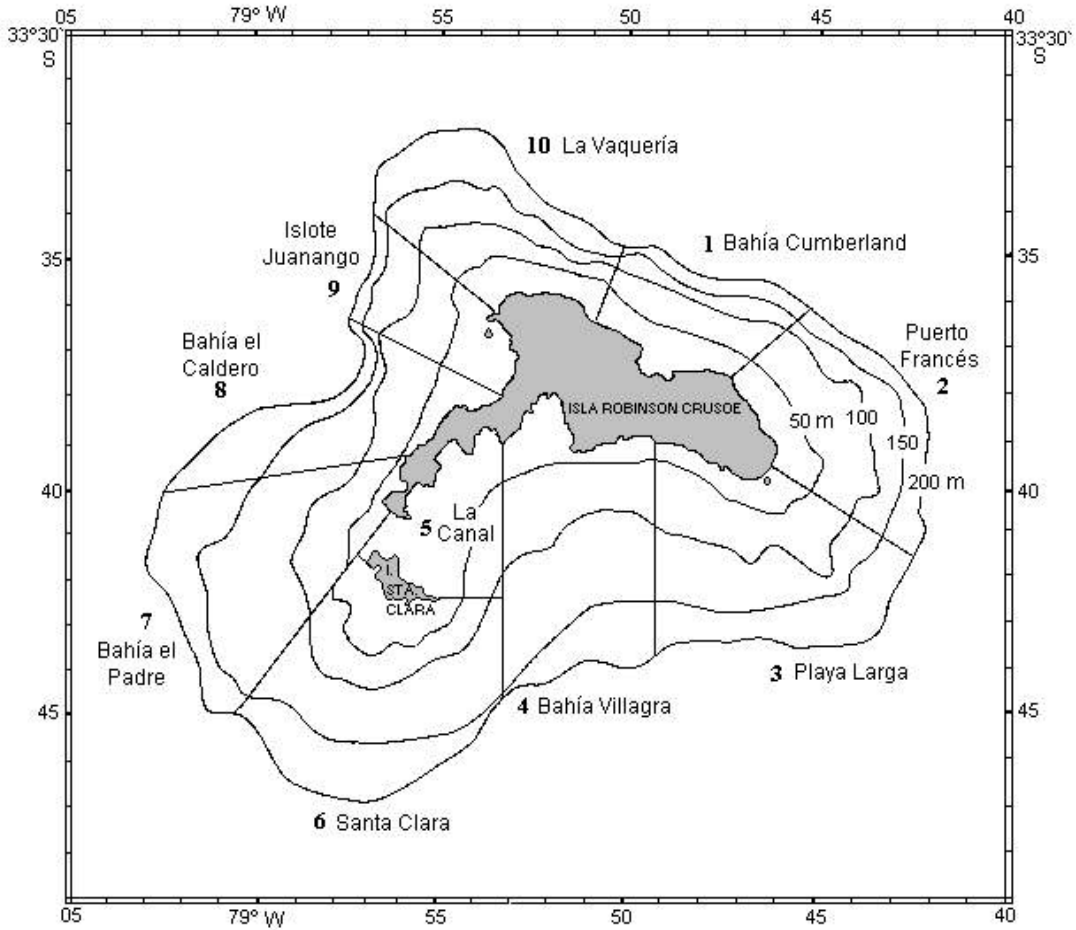 05 79° W 55 50 45 40
33°30`
S
33°30`
S
10 La Vaquería
Islote
Juanango
9
1 Bahía Cumberland
35
35
Bahía el
Caldero
8
Puerto
Francés
2
ISLA ROBINSON CRUSOE
50 m
100
150
200 m
40
40
La
5 Canal
I.
STA.
CLARA
7
Bahía el
Padre
3 Playa Larga
4 Bahía Villagra
45
45
6 Santa Clara
05 79° W 55 50 45 40